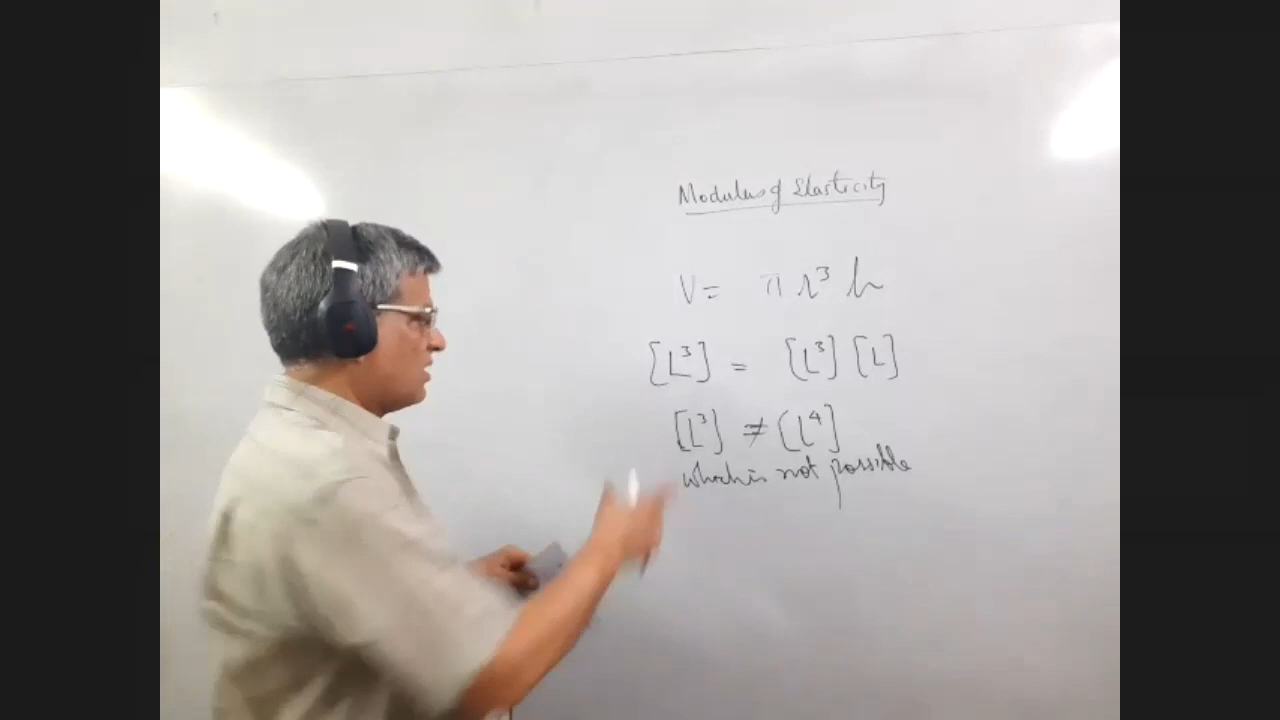 Modulus of Elasticity
V = π r³ h
[L³] = [L³] [L]
[L³] ≠ [L⁴]
which is not possible